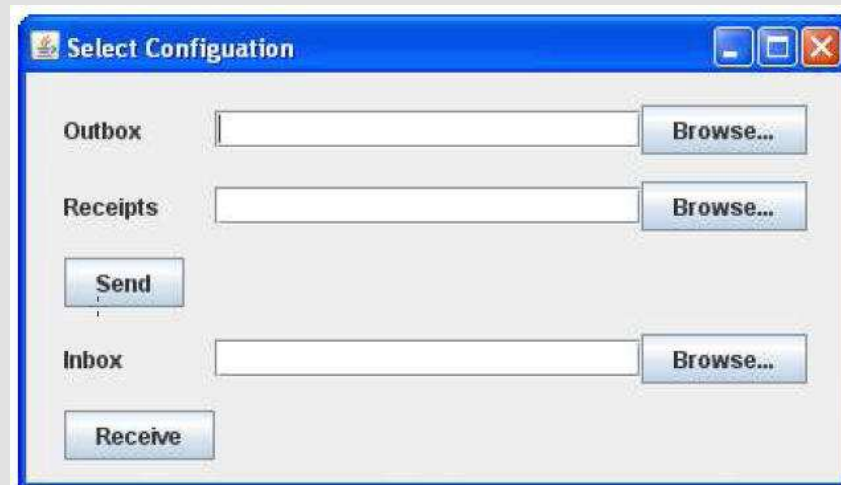 Select Configuation
Outbox Browse...
Receipts Browse...
Send
Inbox Browse...
Receive